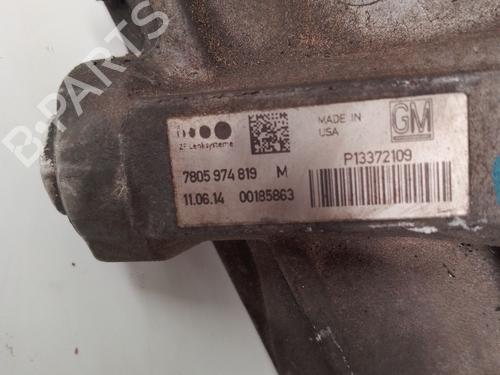 B-PARTS
ZF Lenksysteme
MADE IN
USA
GM
7805 974 819 M
P13372109
11.06.14 00185863